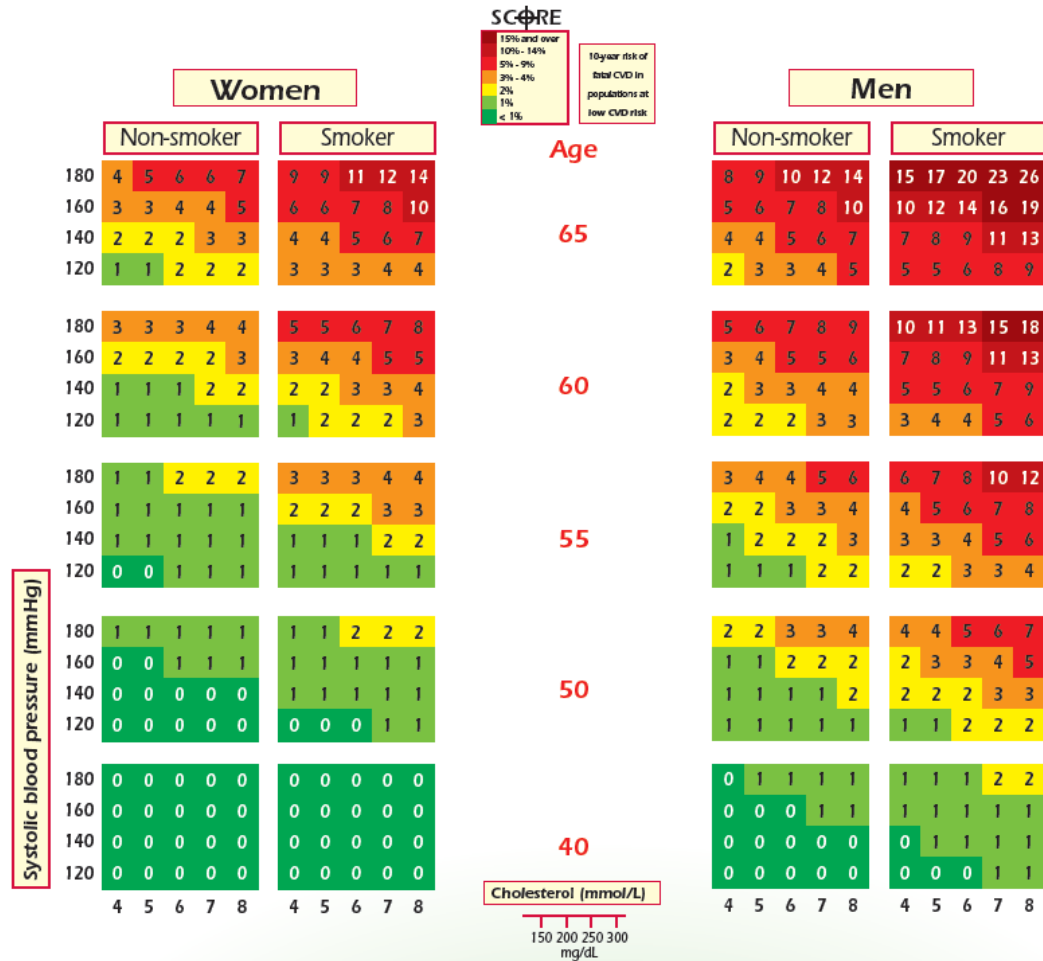 SCORE
15% and over
10% - 14%
5% - 9%
3% - 4%
2%
1%
< 1%
10-year risk of
fatal CVD in
populations at
low CVD risk
Women
Men
Non-smoker Smoker Age Non-smoker Smoker
180 4 5 6 6 7 9 9 11 12 14 8 9 10 12 14 15 17 20 23 26
160 3 3 4 4 5 6 6 7 8 10 5 6 7 8 10 10 12 14 16 19
65
140 2 2 2 3 3 4 4 5 6 7 4 4 5 6 7 7 8 9 11 13
120 1 1 2 2 2 3 3 3 4 4 2 3 3 4 5 5 5 6 8 9
180 3 3 3 4 4 5 5 6 7 8 5 6 7 8 9 10 11 13 15 18
160 2 2 2 2 3 3 4 4 5 5 3 4 5 5 6 7 8 9 11 13
60
140 1 1 1 2 2 2 2 3 3 4 2 3 3 4 4 5 5 6 7 9
120 1 1 1 1 1 1 2 2 2 3 2 2 2 3 3 3 4 4 5 6
180 1 1 2 2 2 3 3 3 4 4 3 4 4 5 6 6 7 8 10 12
160 1 1 1 1 1 2 2 2 3 3 2 2 3 3 4 4 5 6 7 8
55
140 1 1 1 1 1 1 1 1 2 2 1 2 2 2 3 3 3 4 5 6
120 0 0 1 1 1 1 1 1 1 1 1 1 1 2 2 2 2 3 3 4
180 1 1 1 1 1 1 1 2 2 2 2 2 3 3 4 4 4 5 6 7
160 0 0 1 1 1 1 1 1 1 1 1 1 2 2 2 2 3 3 4 5
50
140 0 0 0 0 0 1 1 1 1 1 1 1 1 1 2 2 2 2 3 3
120 0 0 0 0 0 0 0 0 1 1 1 1 1 1 1 1 1 2 2 2
180 0 0 0 0 0 0 0 0 0 0 0 1 1 1 1 1 1 1 2 2
160 0 0 0 0 0 0 0 0 0 0 0 0 0 1 1 1 1 1 1 1
140 0 0 0 0 0 0 0 0 0 0 0 0 0 0 0 0 1 1 1 1
40
120 0 0 0 0 0 0 0 0 0 0 0 0 0 0 0 0 0 0 1 1
4 5 6 7 8 4 5 6 7 8 4 5 6 7 8 4 5 6 7 8
Systolic blood pressure (mmHg)
Cholesterol (mmol/L)
150 200 250 300
mg/dL